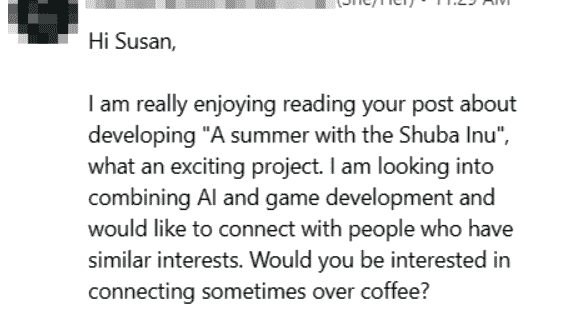 (She/Her) • 11:29 AM
Hi Susan,
I am really enjoying reading your post about
developing "A summer with the Shuba Inu",
what an exciting project. I am looking into
combining AI and game development and
would like to connect with people who have
similar interests. Would you be interested in
connecting sometimes over coffee?